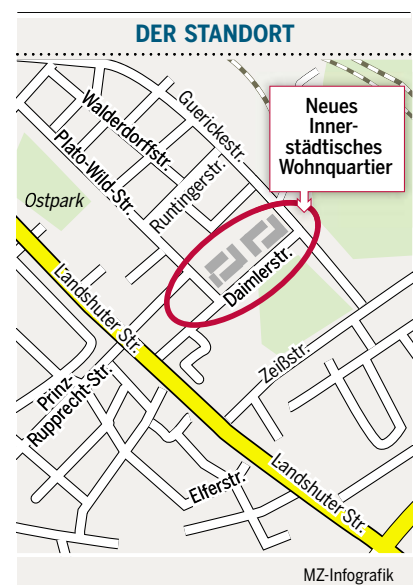 DER STANDORT
Guerickestr.
Walderdorffstr.
Neues
Inner-
städtisches
Wohnquartier
Plato-Wild-Str.
Runtingerstr.
Ostpark
Daimlerstr.
Landshuter Str.
Zeißstr.
Prinz-
Rupprecht-Str.
Elferstr.
Landshuter Str.
MZ-Infografik